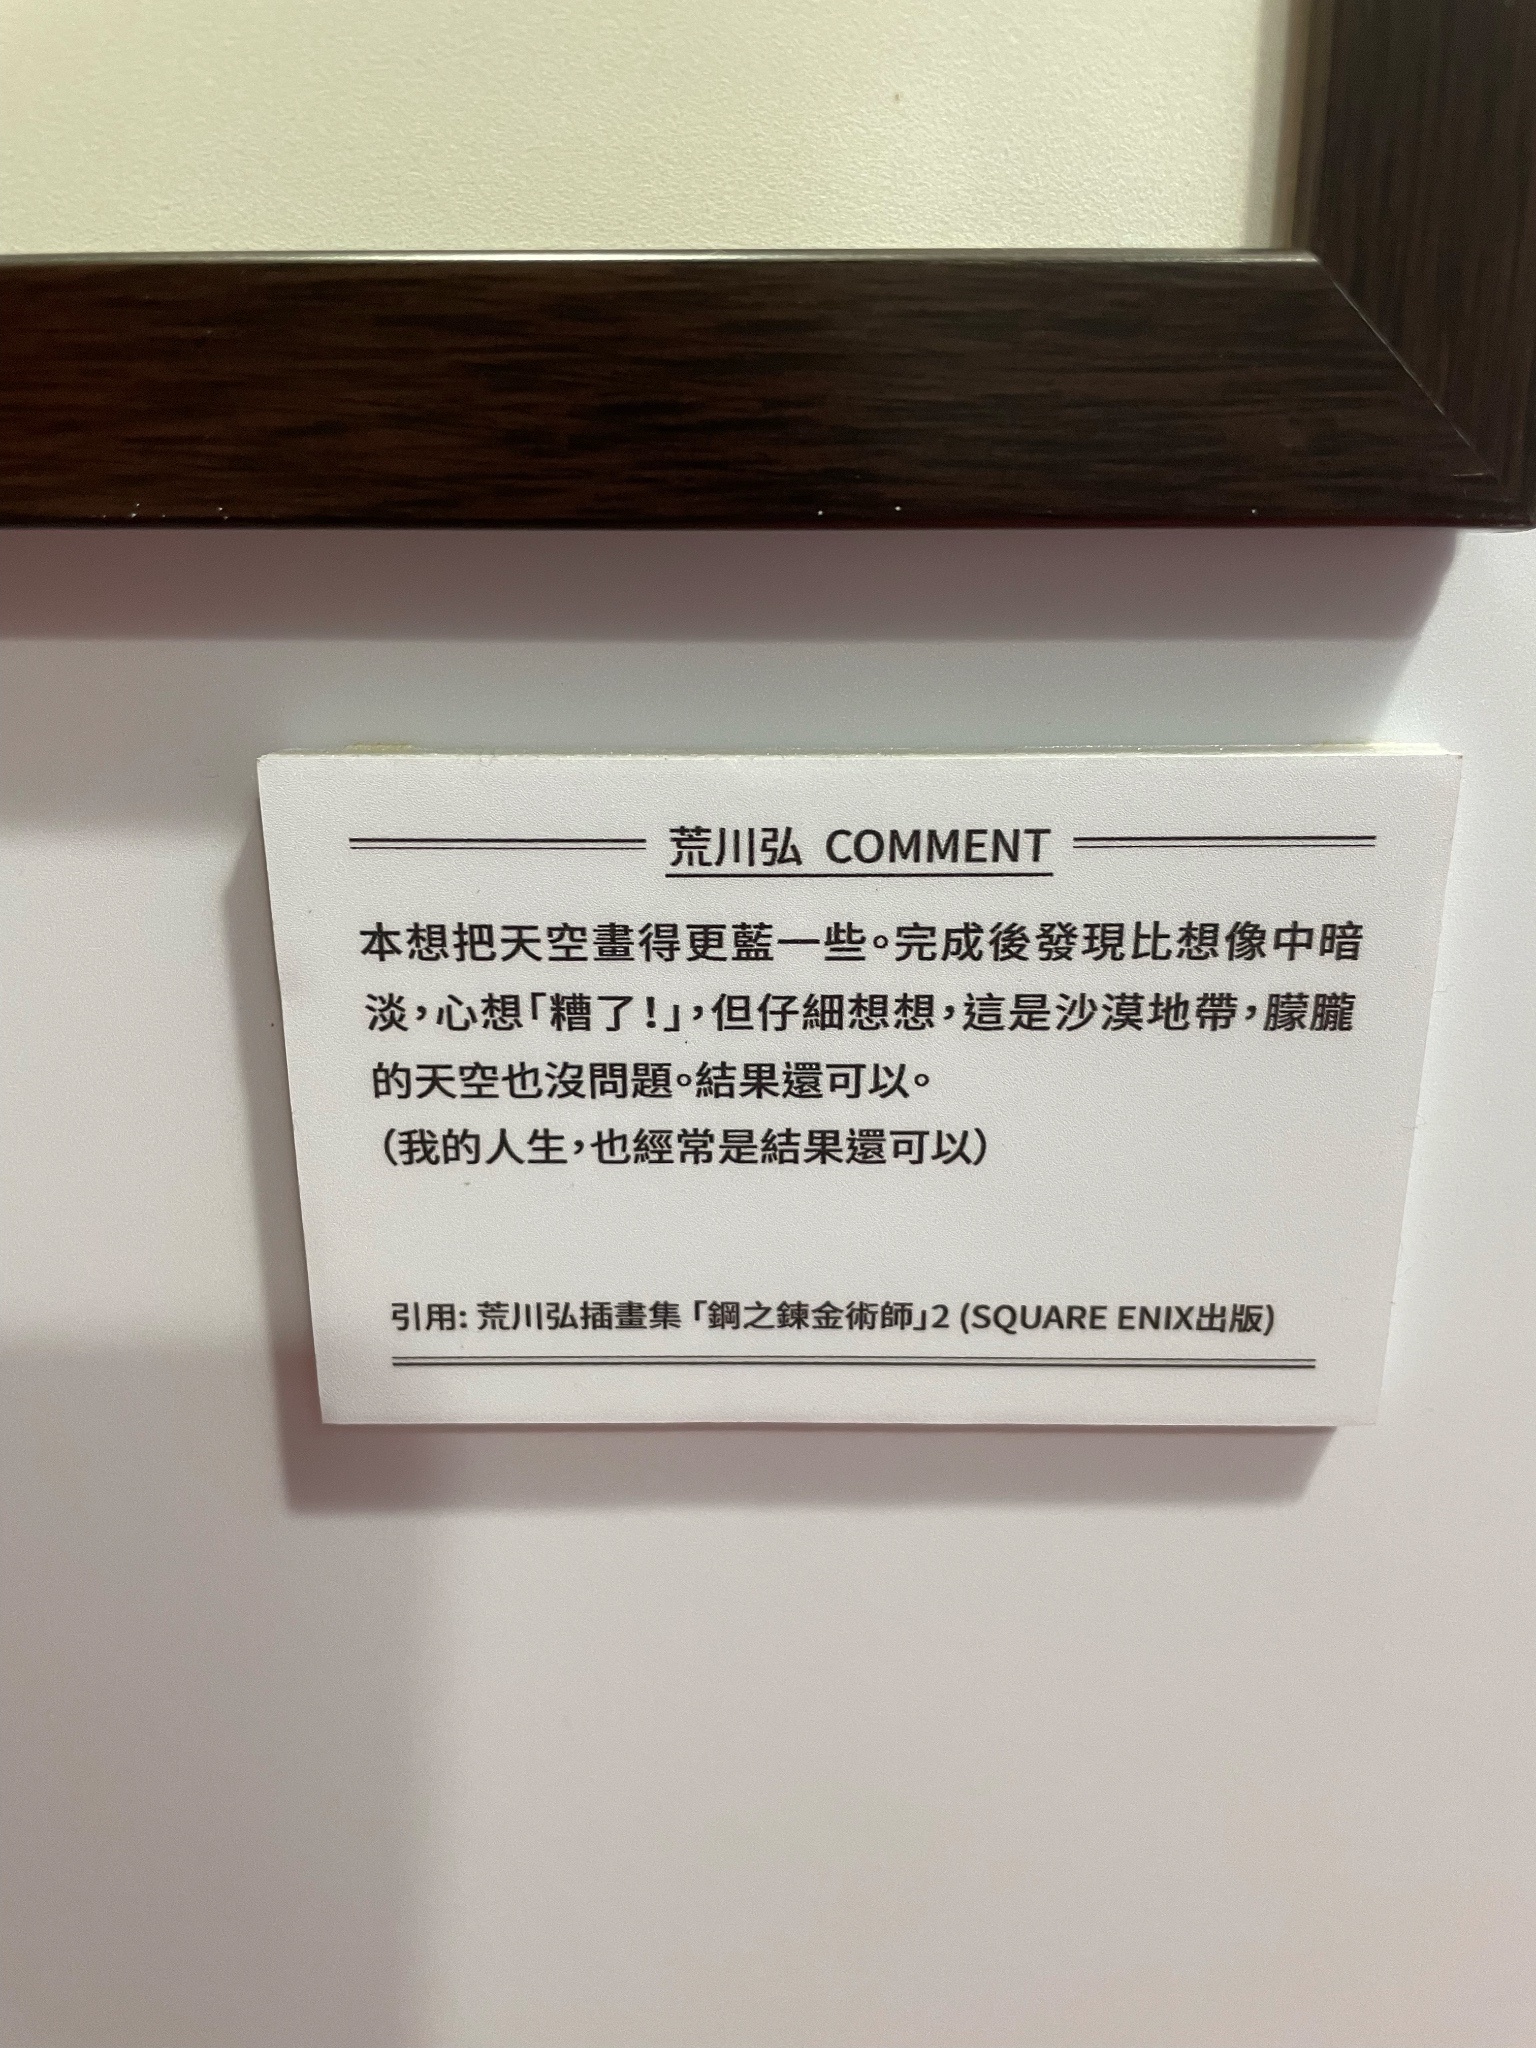 荒川弘 COMMENT
本想把天空畫得更藍一些。完成後發現比想像中暗
淡，心想「糟了！」，但仔細想想，這是沙漠地帶，朦朧
的天空也沒問題。結果還可以。
（我的人生，也經常是結果還可以）
引用: 荒川弘插畫集「鋼之鍊金術師」2 (SQUARE ENIX出版)